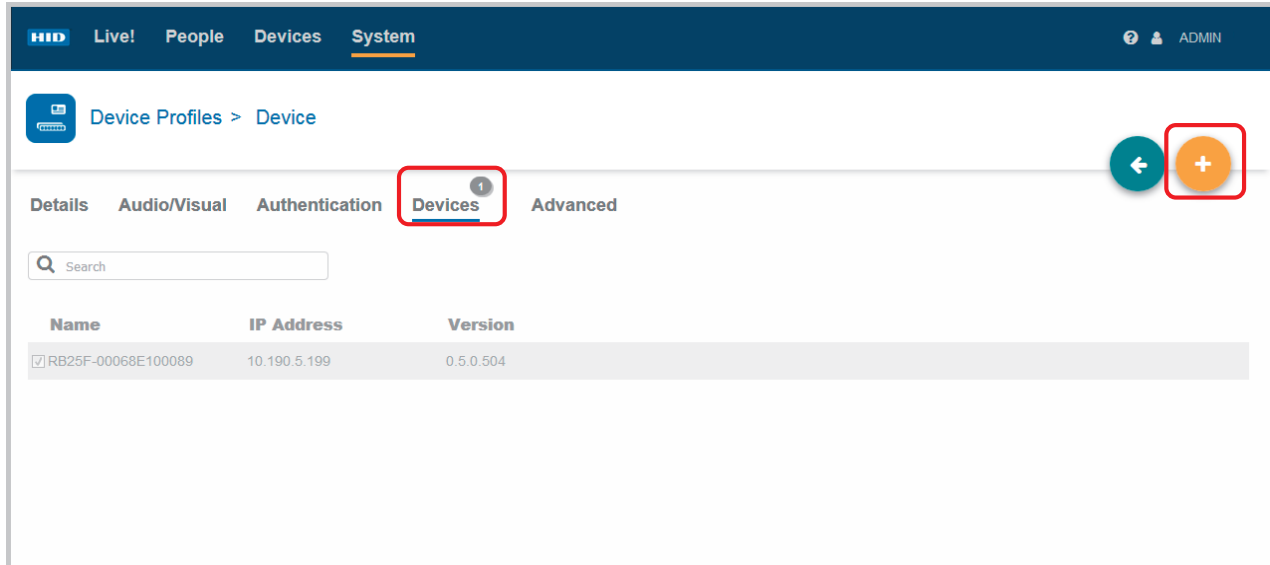 HID Live! People Devices System ADMIN
Device Profiles > Device
1
Details Audio/Visual Authentication Devices Advanced
Search
Name IP Address Version
RB25F-00068E100089 10.190.5.199 0.5.0.504